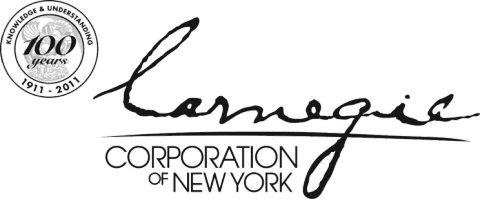 KNOWLEDGE & UNDERSTANDING
100
years
1911 - 2011
Carnegie
CORPORATION
OF NEW YORK